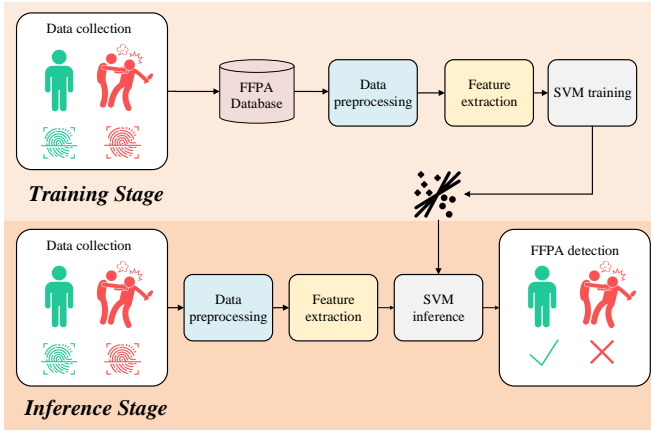 Data collection
FFPA
Database
Data
preprocessing
Feature
extraction
SVM training
Training Stage
Data collection
Data
preprocessing
Feature
extraction
SVM
inference
FFPA detection
Inference Stage